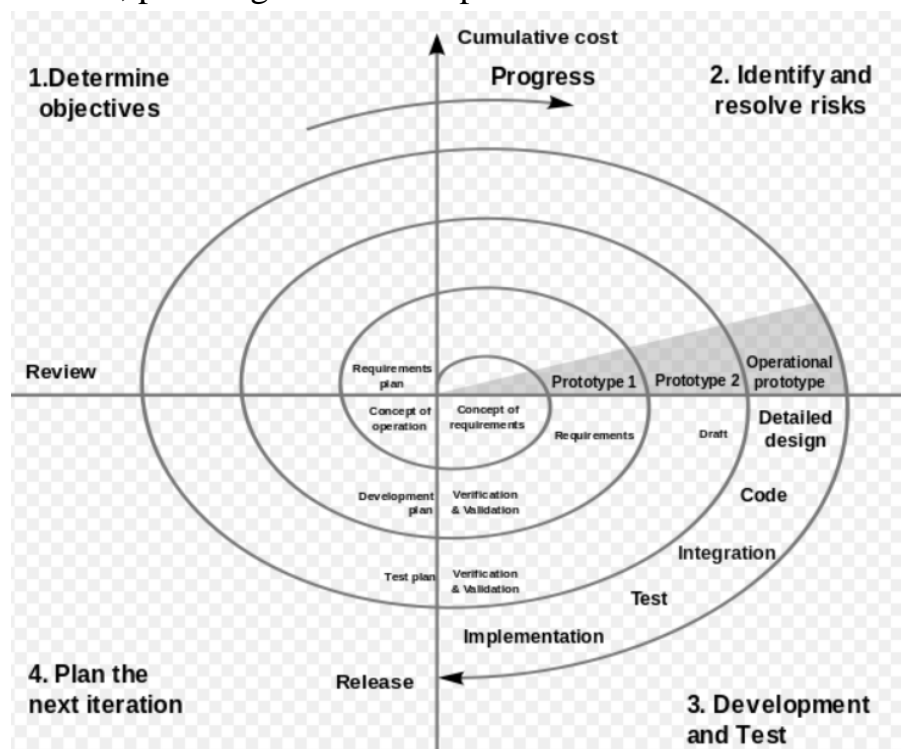 Cumulative cost
1.Determine
objectives
Progress
2. Identify and
resolve risks
Review
Requirements
plan
Prototype 1
Prototype 2
Operational
prototype
Concept of
operation
Concept of
requirements
Requirements
Draft
Detailed
design
Development
plan
Verification
& Validation
Code
Integration
Test plan
Verification
& Validation
Test
Implementation
4. Plan the
next iteration
Release
3. Development
and Test